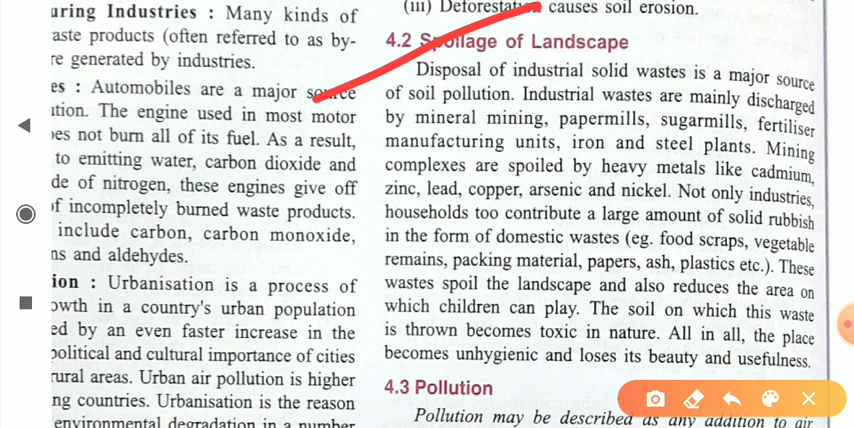 uring Industries : Many kinds of
aste products (often referred to as by-
re generated by industries.
es : Automobiles are a major source
ution. The engine used in most motor
oes not burn all of its fuel. As a result,
to emitting water, carbon dioxide and
de of nitrogen, these engines give off
of incompletely burned waste products.
include carbon, carbon monoxide,
ns and aldehydes.
ion : Urbanisation is a process of
owth in a country's urban population
ed by an even faster increase in the
political and cultural importance of cities
rural areas. Urban air pollution is higher
ng countries. Urbanisation is the reason
environmental degradation in a number
(iii) Deforestation causes soil erosion.
4.2 Spoilage of Landscape
Disposal of industrial solid wastes is a major source
of soil pollution. Industrial wastes are mainly discharged
by mineral mining, papermills, sugarmills, fertiliser
manufacturing units, iron and steel plants. Mining
complexes are spoiled by heavy metals like cadmium,
zinc, lead, copper, arsenic and nickel. Not only industries,
households too contribute a large amount of solid rubbish
in the form of domestic wastes (eg. food scraps, vegetable
remains, packing material, papers, ash, plastics etc.). These
wastes spoil the landscape and also reduces the area on
which children can play. The soil on which this waste
is thrown becomes toxic in nature. All in all, the place
becomes unhygienic and loses its beauty and usefulness.
4.3 Pollution
Pollution may be described as any addition to air,